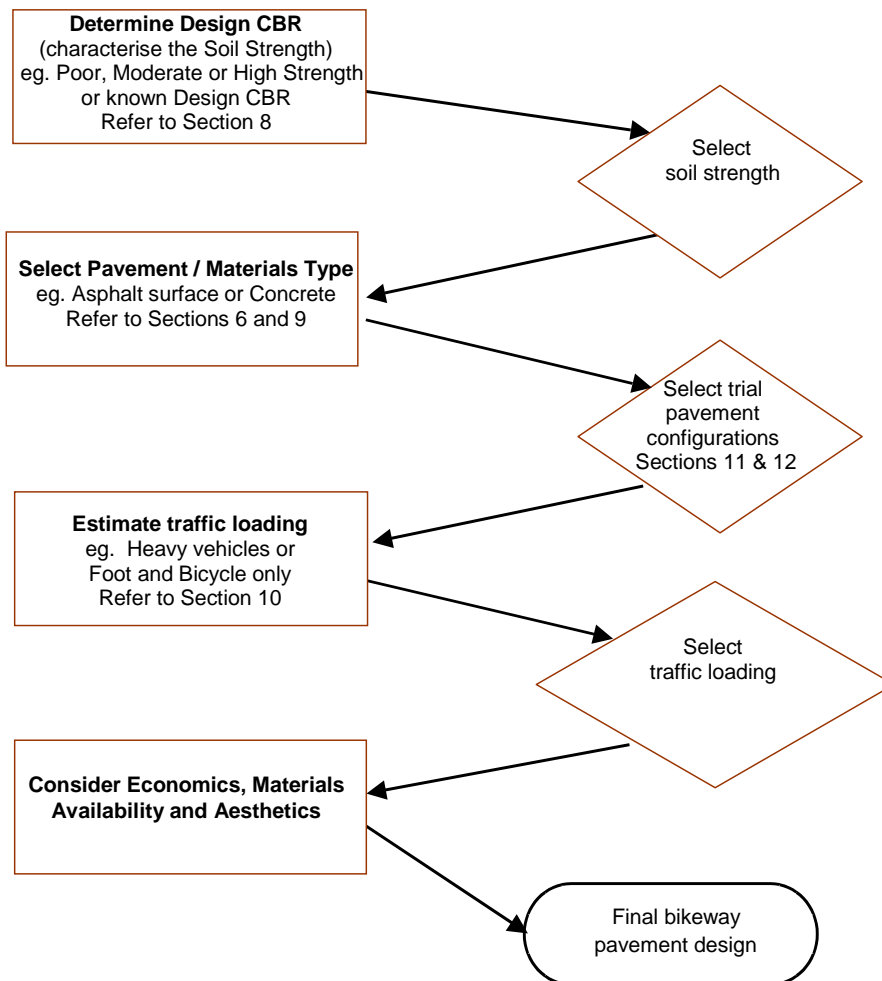 Determine Design CBR
(characterise the Soil Strength)
eg. Poor, Moderate or High Strength
or known Design CBR
Refer to Section 8
Select
soil strength
Select Pavement / Materials Type
eg. Asphalt surface or Concrete
Refer to Sections 6 and 9
Select trial
pavement
configurations
Sections 11 & 12
Estimate traffic loading
eg.  Heavy vehicles or
Foot and Bicycle only
Refer to Section 10
Select
traffic loading
Consider Economics, Materials
Availability and Aesthetics
Final bikeway
pavement design